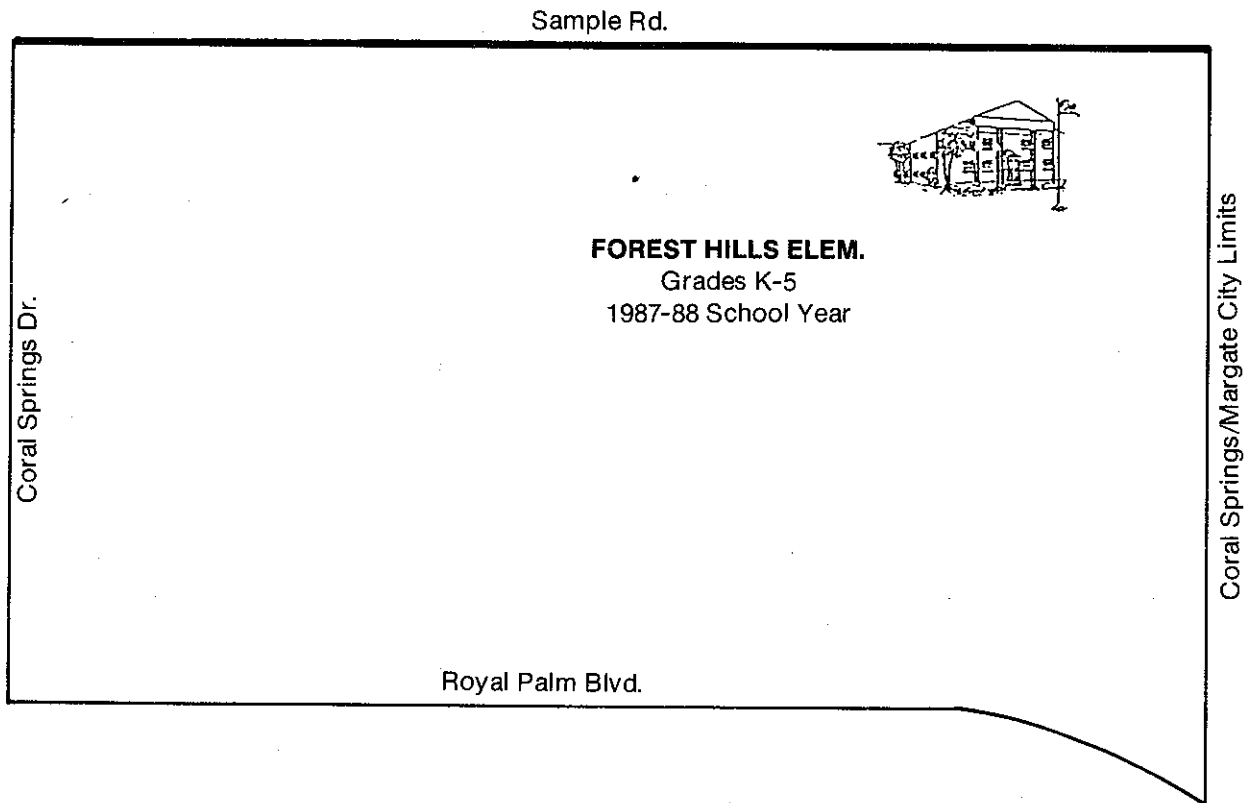 Sample Rd.
FOREST HILLS ELEM.
Grades K-5
1987-88 School Year
Coral Springs Dr.
Coral Springs/Margate City Limits
Royal Palm Blvd.